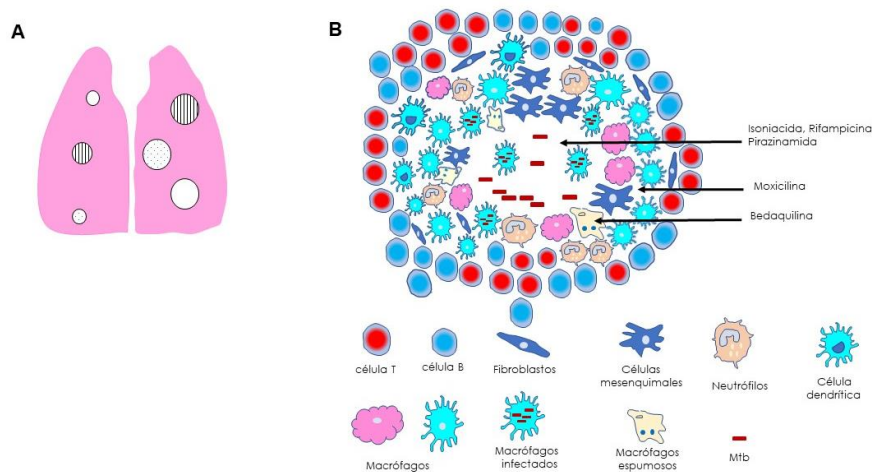 A
B
Isoniacida, Rifampicina
Pirazinamida
Moxicilina
Bedaquilina
célula T
célula B
Fibroblastos
Células
mesenquimales
Neutrófilos
Célula
dendrítica
Macrófagos
Macrófagos
infectados
Macrófagos
espumosos
Mtb